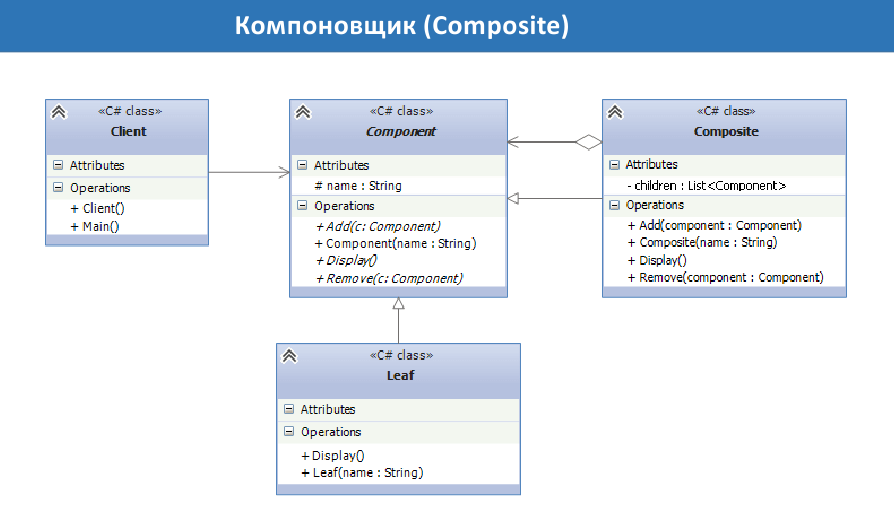 Компоновщик (Composite)
«C# class»
Client
Attributes
Operations
+ Client()
+ Main()
«C# class»
Component
Attributes
# name : String
Operations
+ Add(c: Component)
+ Component(name : String)
+ Display()
+ Remove(c: Component)
«C# class»
Composite
Attributes
- children : List<Component>
Operations
+ Add(component : Component)
+ Composite(name : String)
+ Display()
+ Remove(component : Component)
«C# class»
Leaf
Attributes
Operations
+ Display()
+ Leaf(name : String)